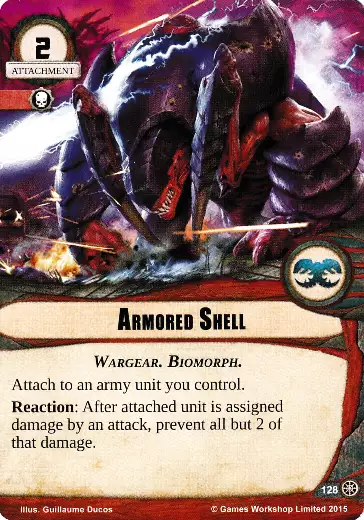 2
ATTACHMENT
ARMORED SHELL
WARGEAR. BIOMORPH.
Attach to an army unit you control.
Reaction: After attached unit is assigned
damage by an attack, prevent all but 2 of
that damage.
128
Illus. Guillaume Ducos
© Games Workshop Limited 2015